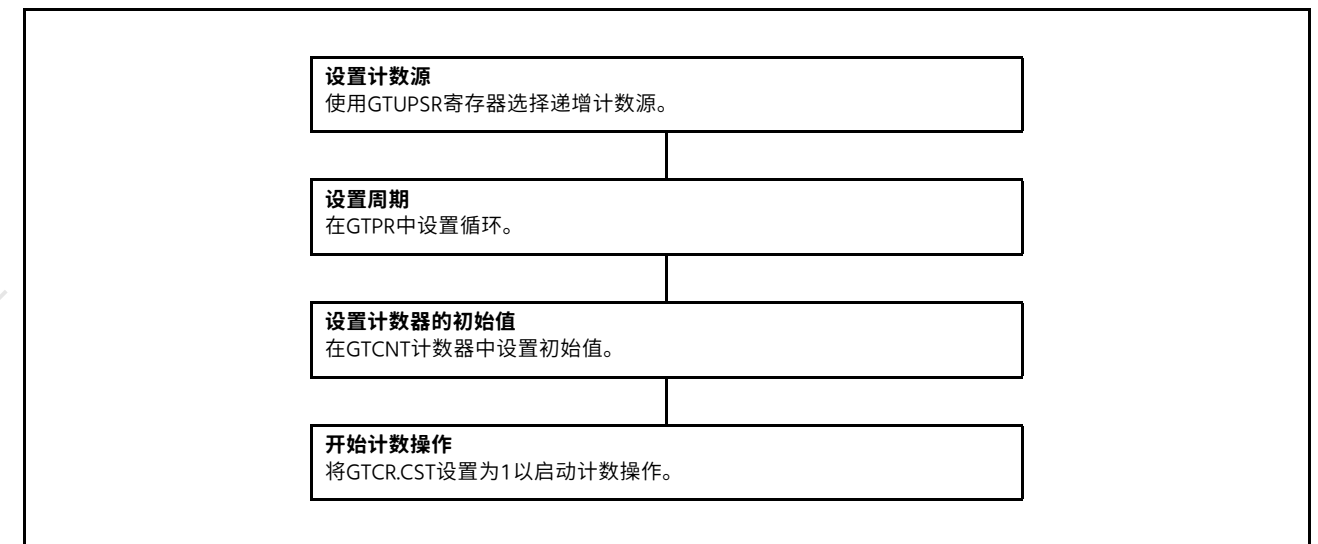 设置计数源
使用GTUPSR寄存器选择递增计数源。
设置周期
在GTPR中设置循环。
设置计数器的初始值
在GTCNT计数器中设置初始值。
开始计数操作
将GTCR.CST设置为1以启动计数操作。